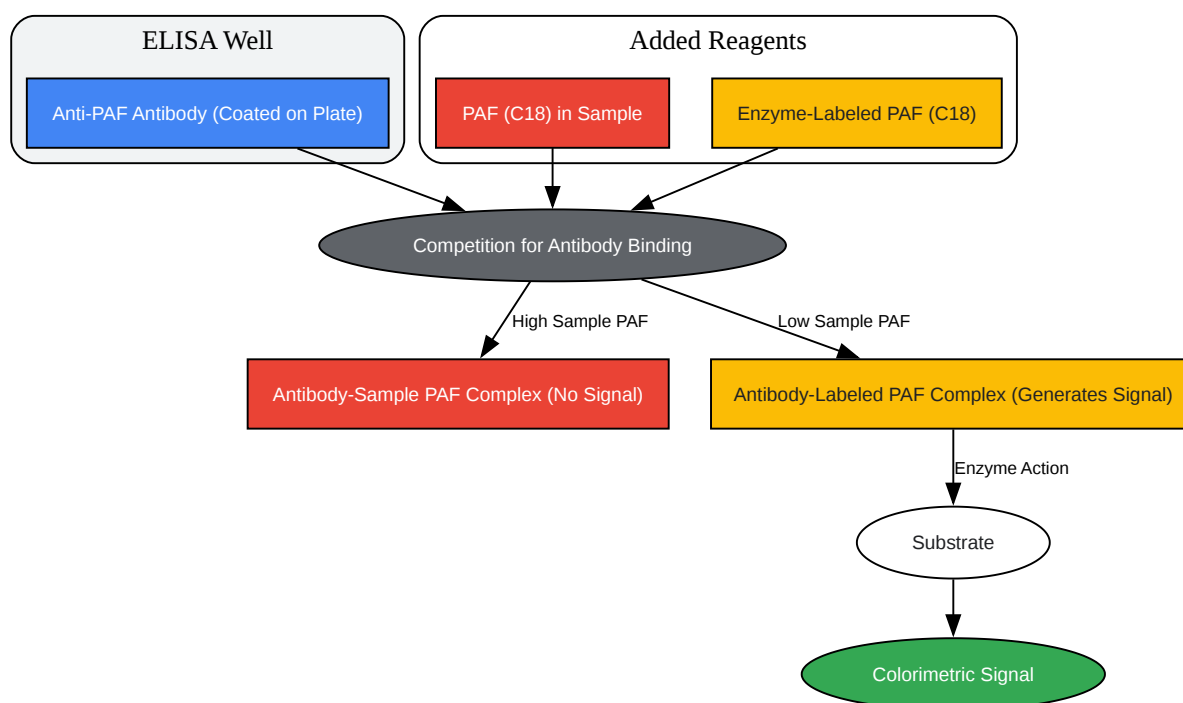 ELISA Well
Added Reagents
Anti-PAF Antibody (Coated on Plate)
PAF (C18) in Sample
Enzyme-Labeled PAF (C18)
Competition for Antibody Binding
High Sample PAF
Low Sample PAF
Antibody-Sample PAF Complex (No Signal)
Antibody-Labeled PAF Complex (Generates Signal)
Enzyme Action
Substrate
Colorimetric Signal